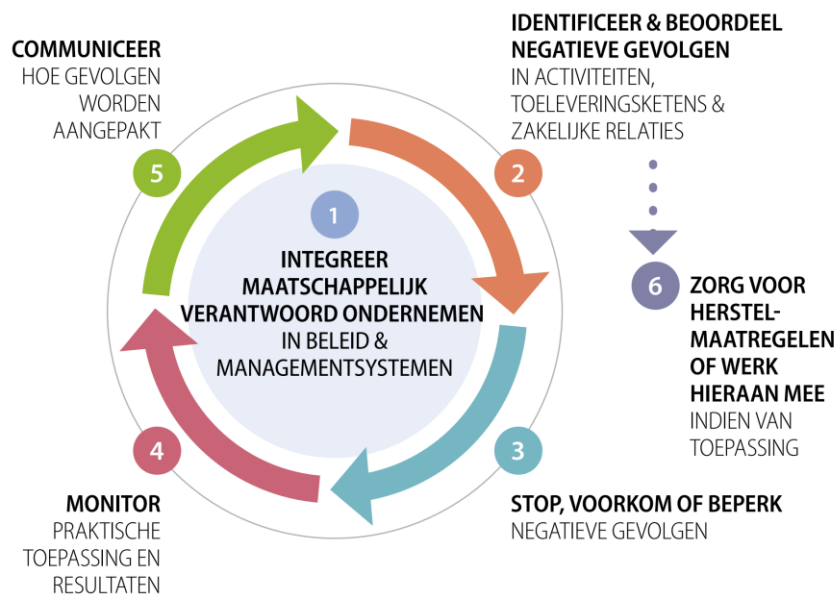 1
INTEGREER
MAATSCHAPPELIJK
VERANTWOORD ONDERNEMEN
IN BELEID &
MANAGEMENTSYSTEMEN
2
IDENTIFICEER & BEOORDEEL
NEGATIEVE GEVOLGEN
IN ACTIVITEITEN,
TOELEVERINGSKETENS &
ZAKELIJKE RELATIES
3
STOP, VOORKOM OF BEPERK
NEGATIEVE GEVOLGEN
4
MONITOR
PRAKTISCHE
TOEPASSING EN
RESULTATEN
5
COMMUNICEER
HOE GEVOLGEN
WORDEN
AANGEPAKT
6
ZORG VOOR
HERSTEL-
MAATREGELEN
OF WERK
HIERAAN MEE
INDIEN VAN
TOEPASSING